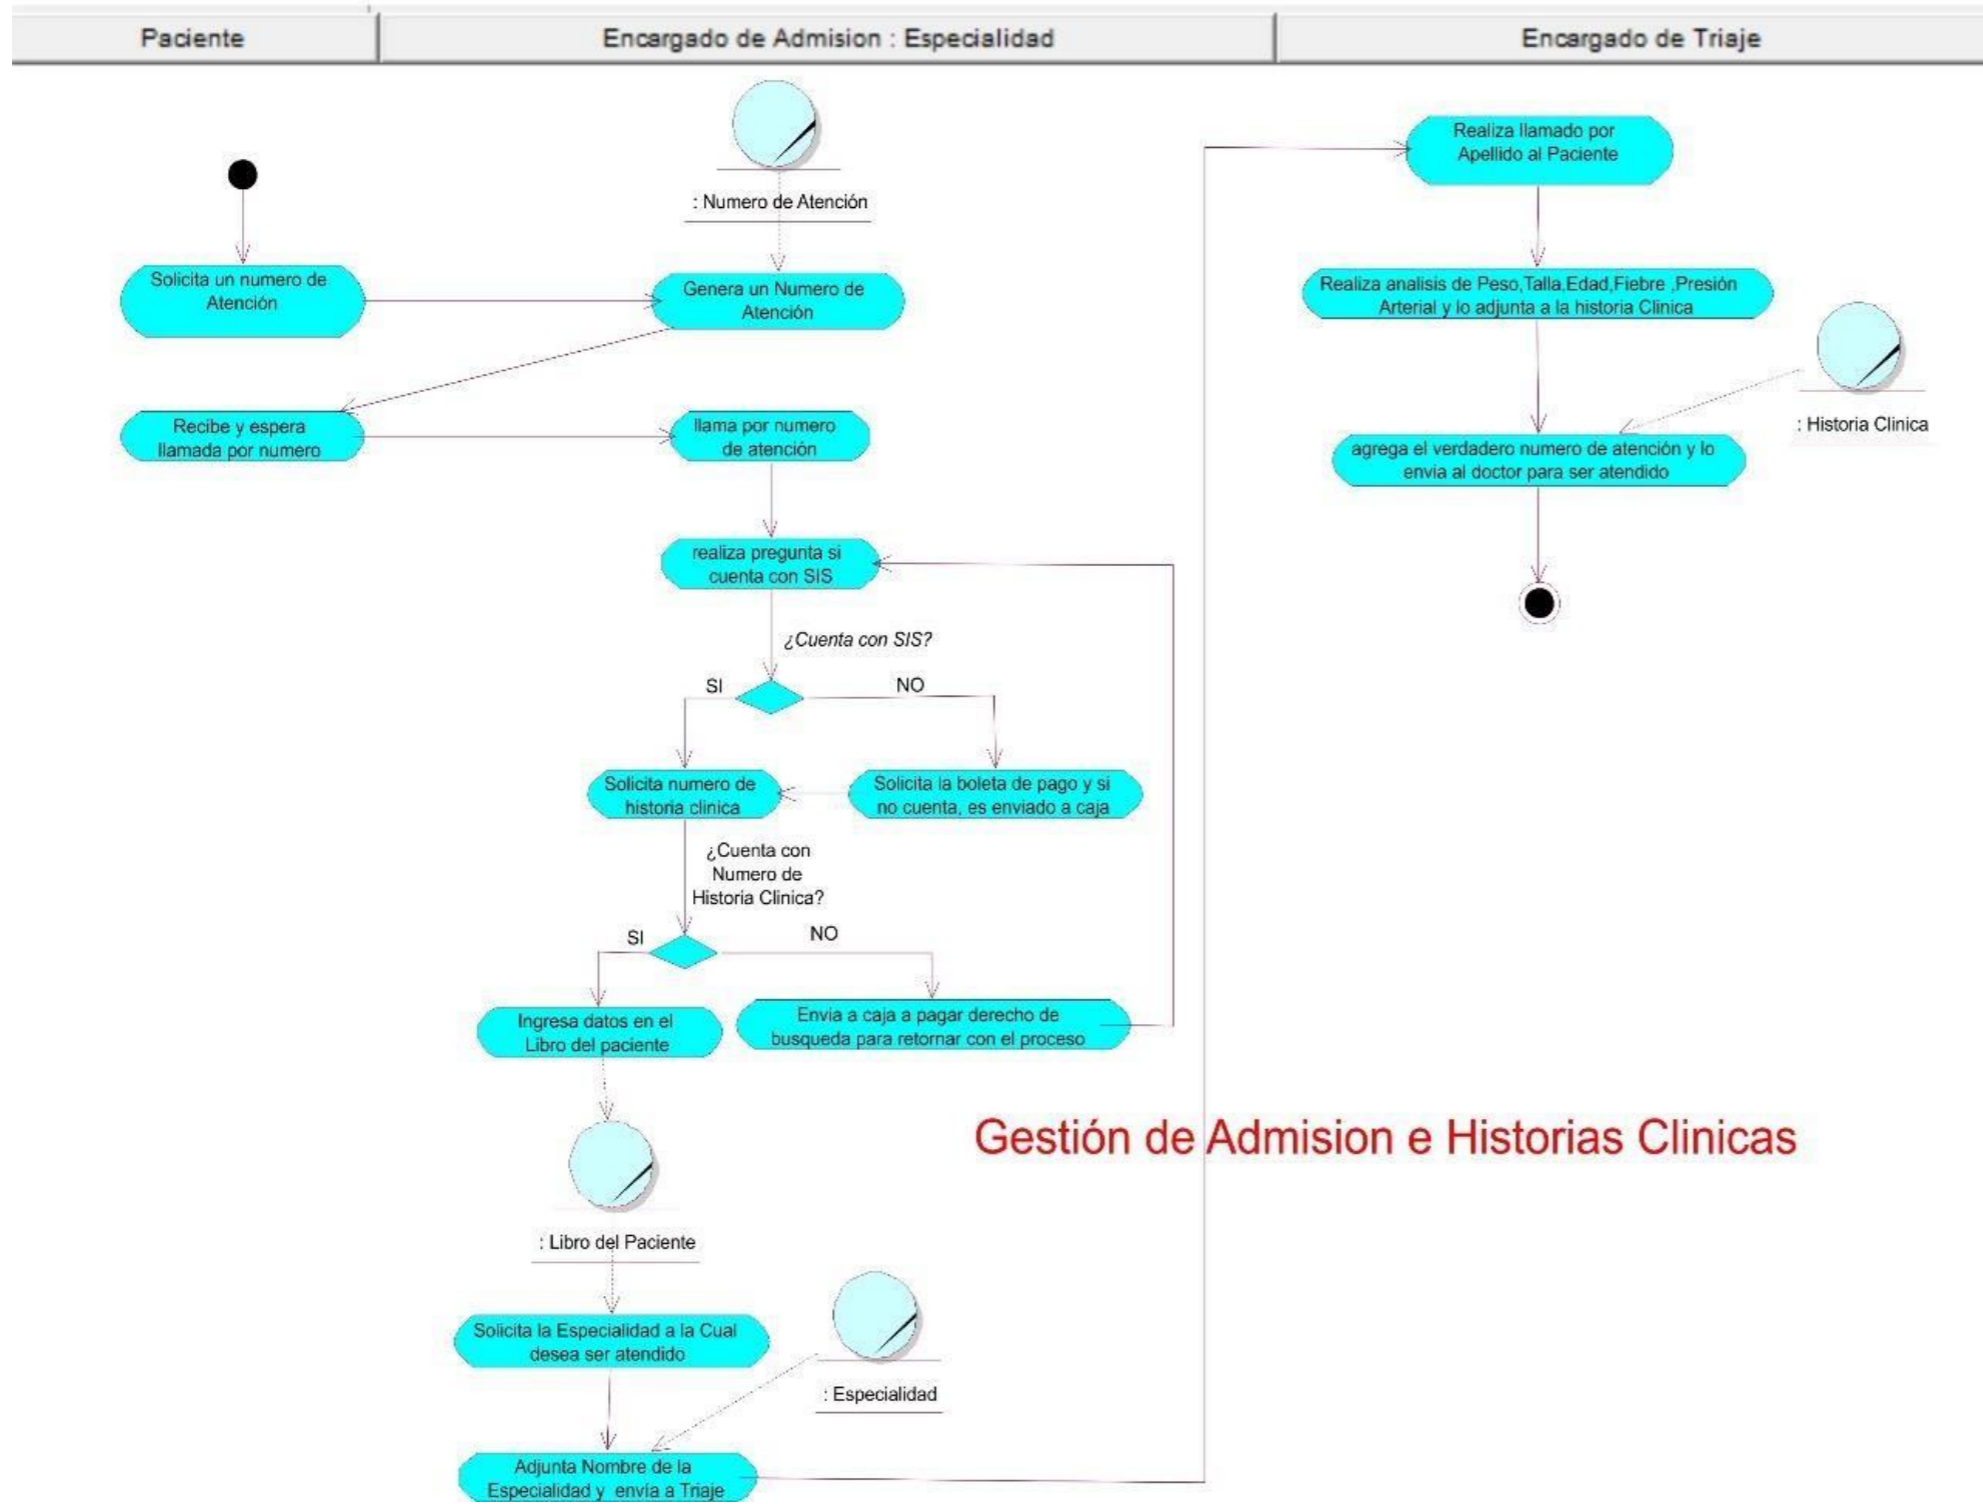 Paciente
Encargado de Admision : Especialidad
Encargado de Triaje
: Numero de Atención
Solicita un numero de
Atención
Genera un Numero de
Atención
Recibe y espera
llamada por numero
llama por numero
de atención
realiza pregunta si
cuenta con SIS
¿Cuenta con SIS?
SI
NO
Solicita numero de
historia clinica
Solicita la boleta de pago y si
no cuenta, es enviado a caja
¿Cuenta con
Numero de
Historia Clinica?
SI
NO
Ingresa datos en el
Libro del paciente
Envia a caja a pagar derecho de
busqueda para retornar con el proceso
: Libro del Paciente
Solicita la Especialidad a la Cual
desea ser atendido
: Especialidad
Adjunta Nombre de la
Especialidad y envía a Triaje
Realiza llamado por
Apellido al Paciente
Realiza analisis de Peso,Talla,Edad,Fiebre ,Presión
Arterial y lo adjunta a la historia Clinica
: Historia Clinica
agrega el verdadero numero de atención y lo
envia al doctor para ser atendido
Gestión de Admision e Historias Clinicas